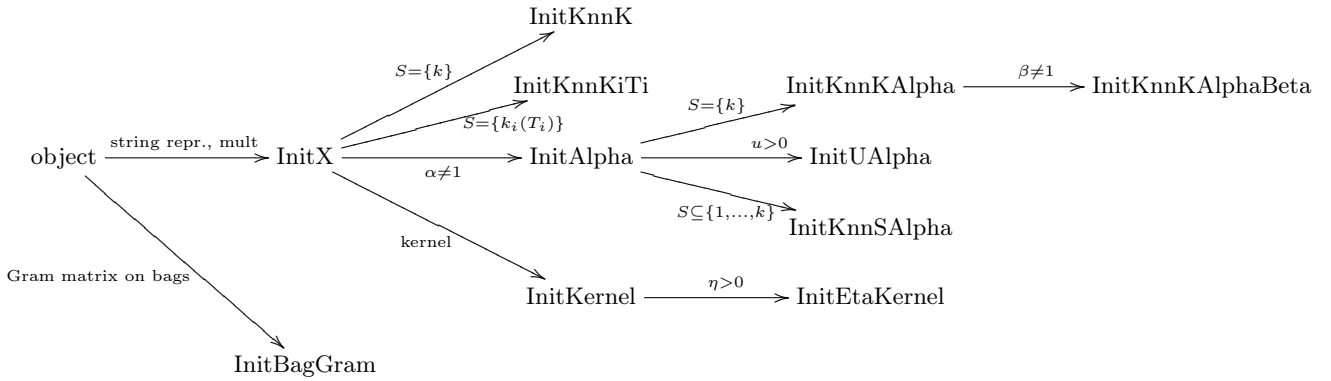 InitKnnK
S={k}
InitKnnKiTi
InitKnnKAlpha
β≠1
InitKnnKAlphaBeta
S={k_i(T_i)}
S={k}
object
string repr., mult
InitX
α≠1
InitAlpha
u>0
InitUAlpha
S⊆{1,...,k}
InitKnnSAlpha
kernel
Gram matrix on bags
InitKernel
η>0
InitEtaKernel
InitBagGram